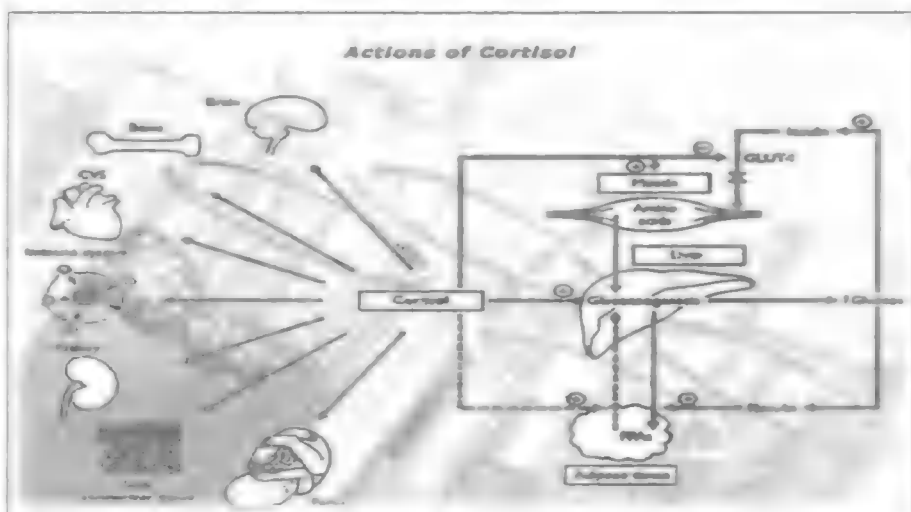 Actions of Cortisol
Brain
Bone
CVS
Immune system
Kidney
Cortisol
Insulin
GLUT4
Muscle
Amino
acids
Liver
Gluconeogenesis
↑ Glucose
FFAs
Adipose tissue